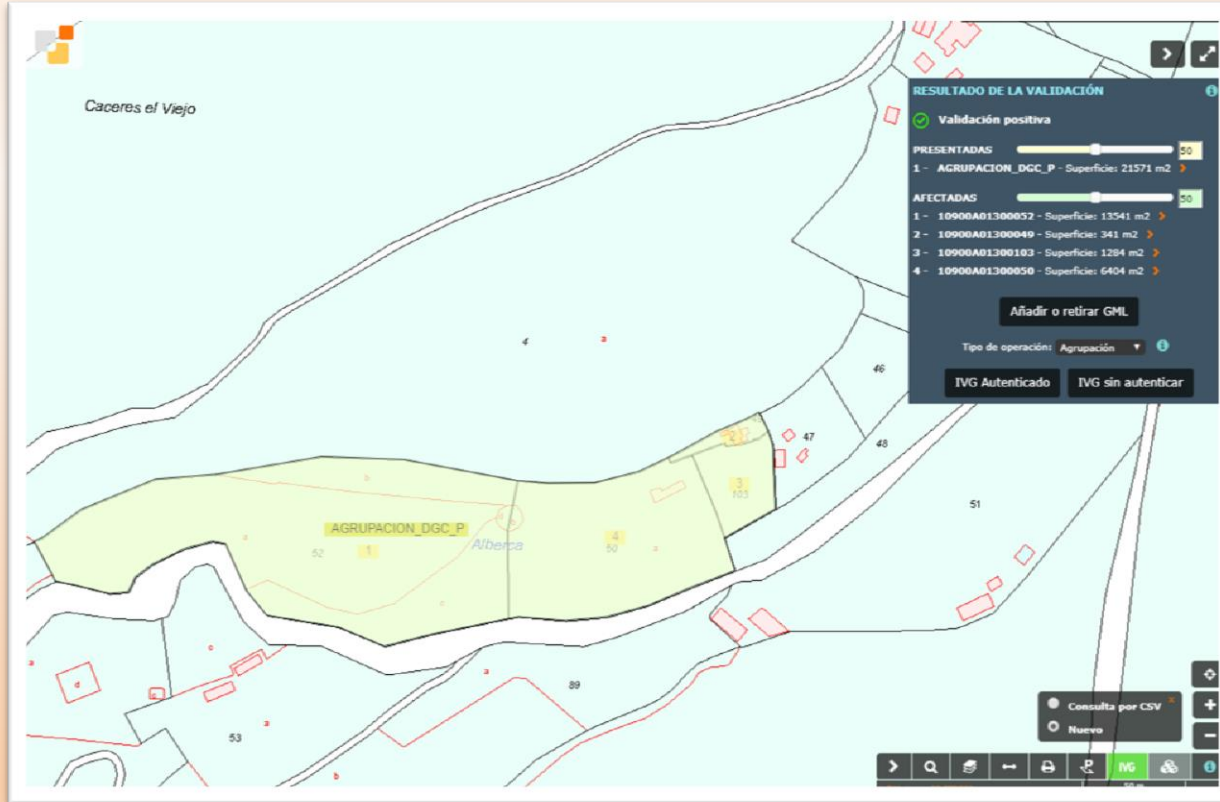 Caceres el Viejo
RESULTADO DE LA VALIDACIÓN
Validación positiva
PRESENTADAS 50
1 - AGRUPACION_DGC_P - Superficie: 21571 m2
AFECTADAS 50
1 - 10900A01300052 - Superficie: 13541 m2
2 - 10900A01300049 - Superficie: 341 m2
3 - 10900A01300103 - Superficie: 1284 m2
4 - 10900A01300050 - Superficie: 6404 m2
Añadir o retirar GML
Tipo de operación: Agrupación
IVG Autenticado IVG sin autenticar
4 a
46
47
48
2
3
103
51
AGRUPACION_DGC_P
52 1
Alberca
4
50
b
a
c
d
c
a
a
89
53
a
b
Consulta por CSV
Nuevo
IVG
50 m